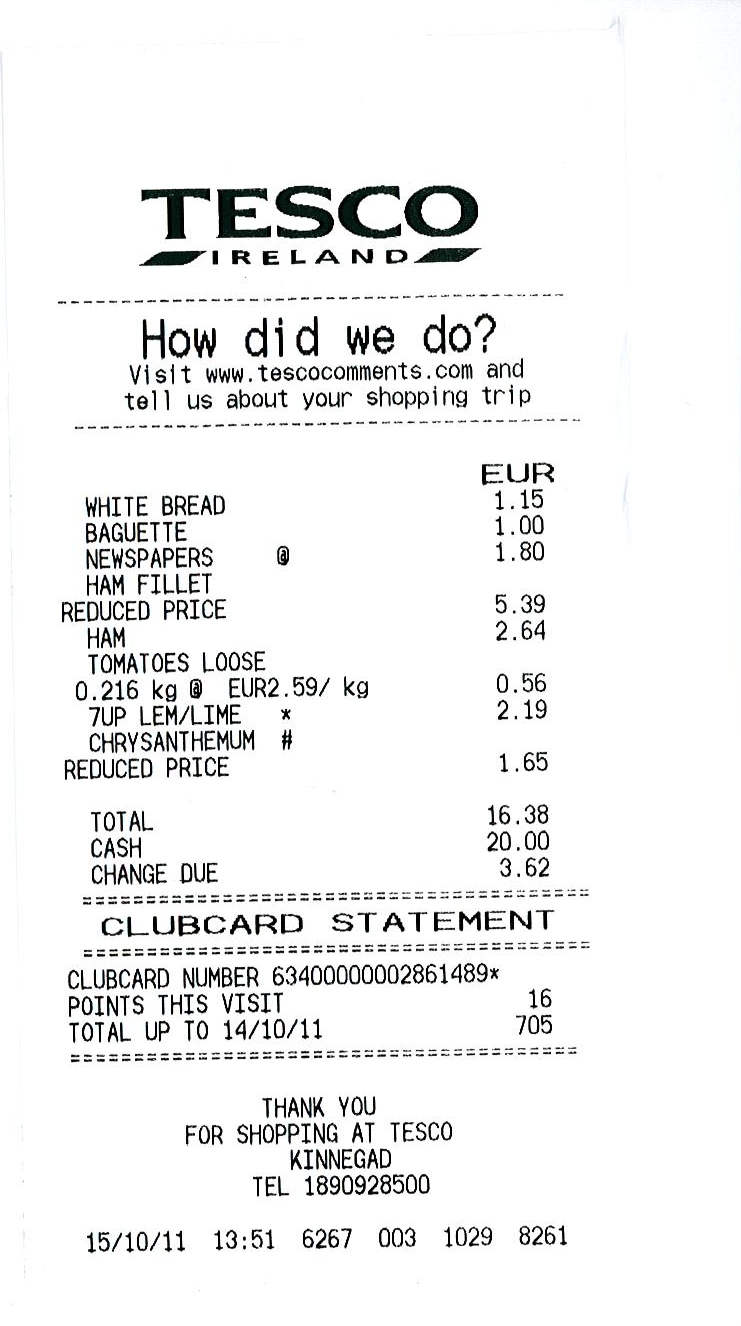 TESCO
IRELAND
How did we do?
Visit www.tescocomments.com and
tell us about your shopping trip
EUR
WHITE BREAD 1.15
BAGUETTE 1.00
NEWSPAPERS @ 1.80
HAM FILLET
REDUCED PRICE 5.39
HAM 2.64
TOMATOES LOOSE
0.216 kg @ EUR2.59/ kg 0.56
7UP LEM/LIME * 2.19
CHRYSANTHEMUM #
REDUCED PRICE 1.65
TOTAL 16.38
CASH 20.00
CHANGE DUE 3.62
CLUBCARD STATEMENT
CLUBCARD NUMBER 63400000002861489*
POINTS THIS VISIT 16
TOTAL UP TO 14/10/11 705
THANK YOU
FOR SHOPPING AT TESCO
KINNEGAD
TEL 1890928500
15/10/11 13:51 6267 003 1029 8261